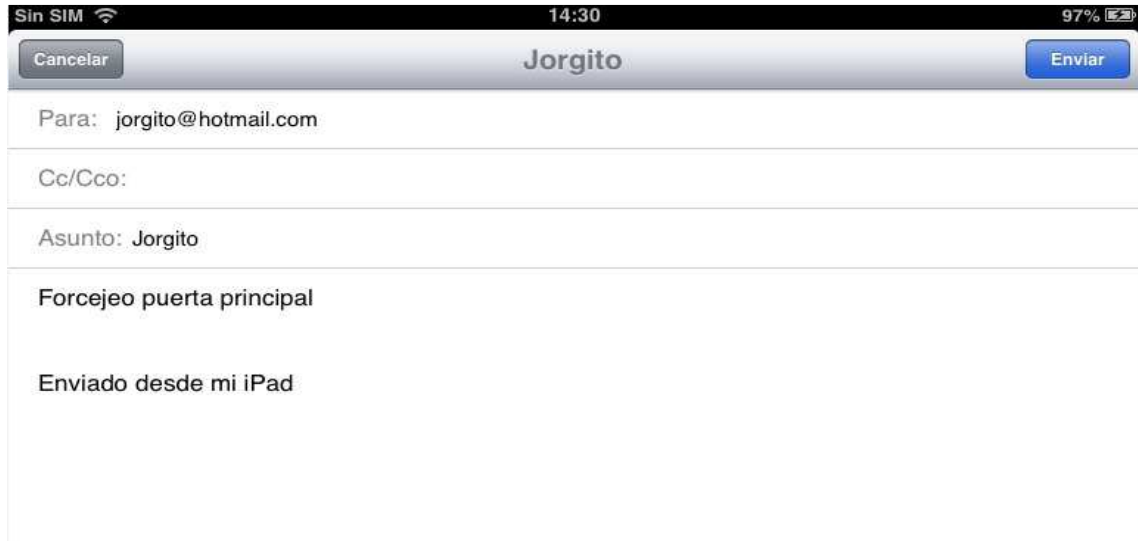 Sin SIM 14:30 97%
Cancelar Jorgito Enviar
Para: jorgito@hotmail.com
Cc/Cco:
Asunto: Jorgito
Forcejeo puerta principal
Enviado desde mi iPad